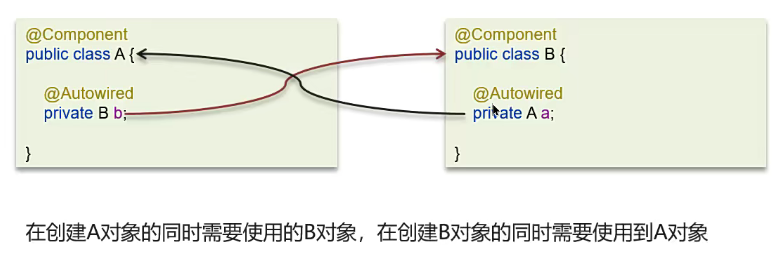 @Component
public class A {
@Autowired
private B b;
}
@Component
public class B {
@Autowired
private A a;
}
在创建A对象的同时需要使用的B对象，在创建B对象的同时需要使用到A对象